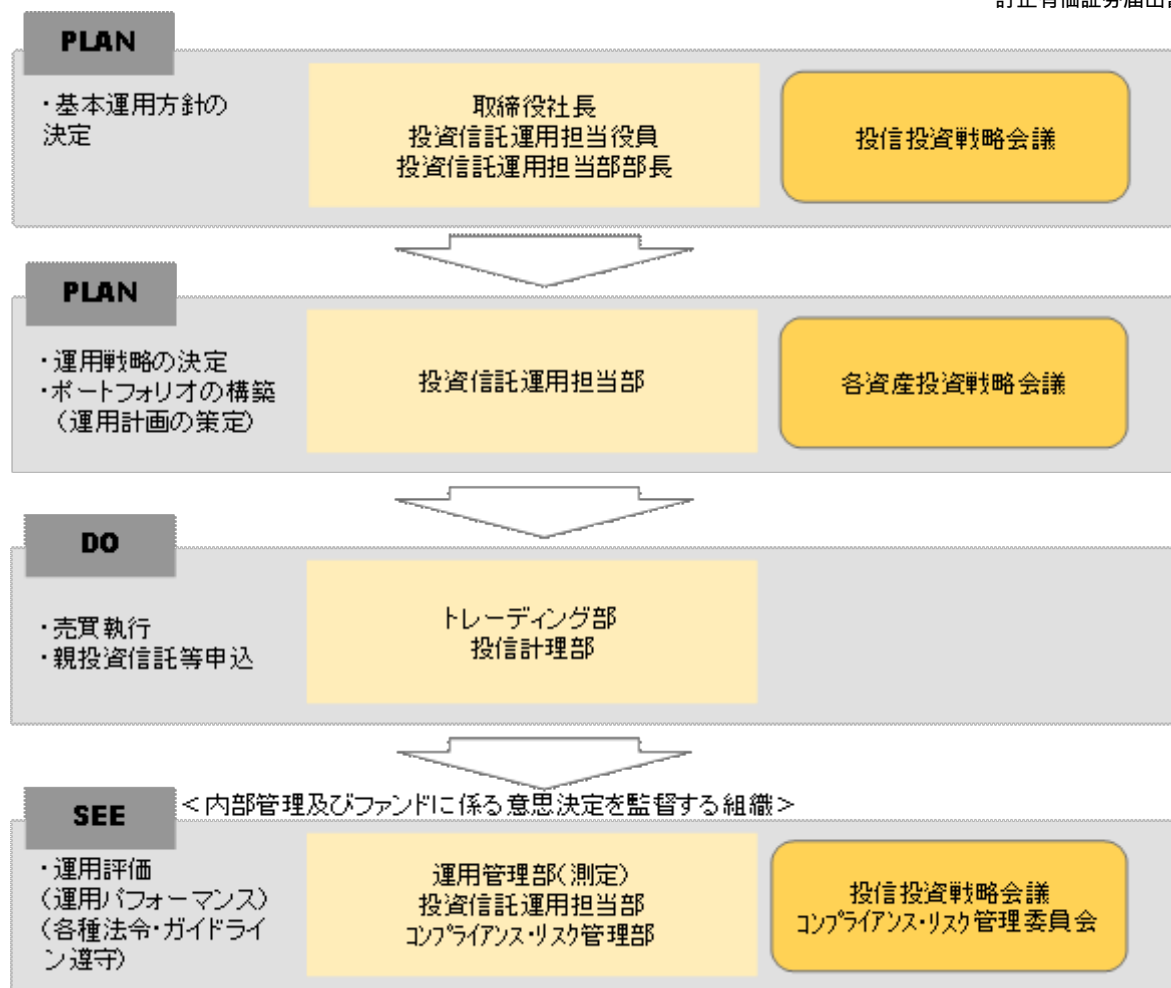 訂正有価証券届出書
PLAN
・基本運用方針の
決定
取締役社長
投資信託運用担当役員
投資信託運用担当部部長
投信投資戦略会議
PLAN
・運用戦略の決定
・ポートフォリオの構築
（運用計画の策定）
投資信託運用担当部
各資産投資戦略会議
DO
・売買執行
・親投資信託等申込
トレーディング部
投信計理部
SEE
＜内部管理及びファンドに係る意思決定を監督する組織＞
・運用評価
（運用パフォーマンス）
（各種法令・ガイドライ
ン遵守）
運用管理部（測定）
投資信託運用担当部
コンプライアンス・リスク管理部
投信投資戦略会議
コンプライアンス・リスク管理委員会